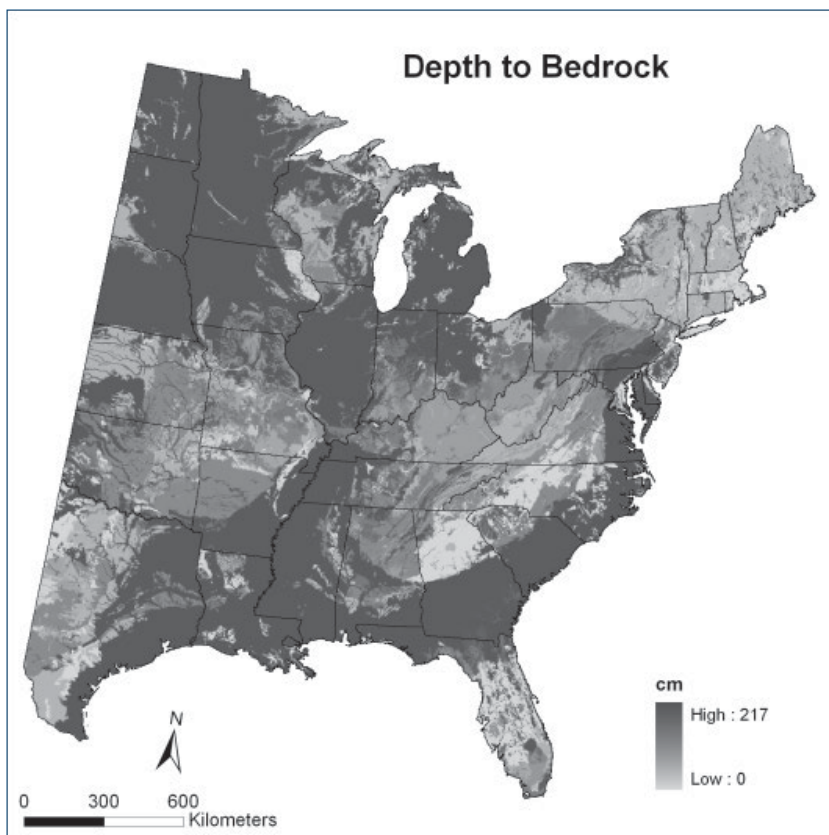 Depth to Bedrock
cm
High : 217
Low : 0
N
0 300 600
Kilometers